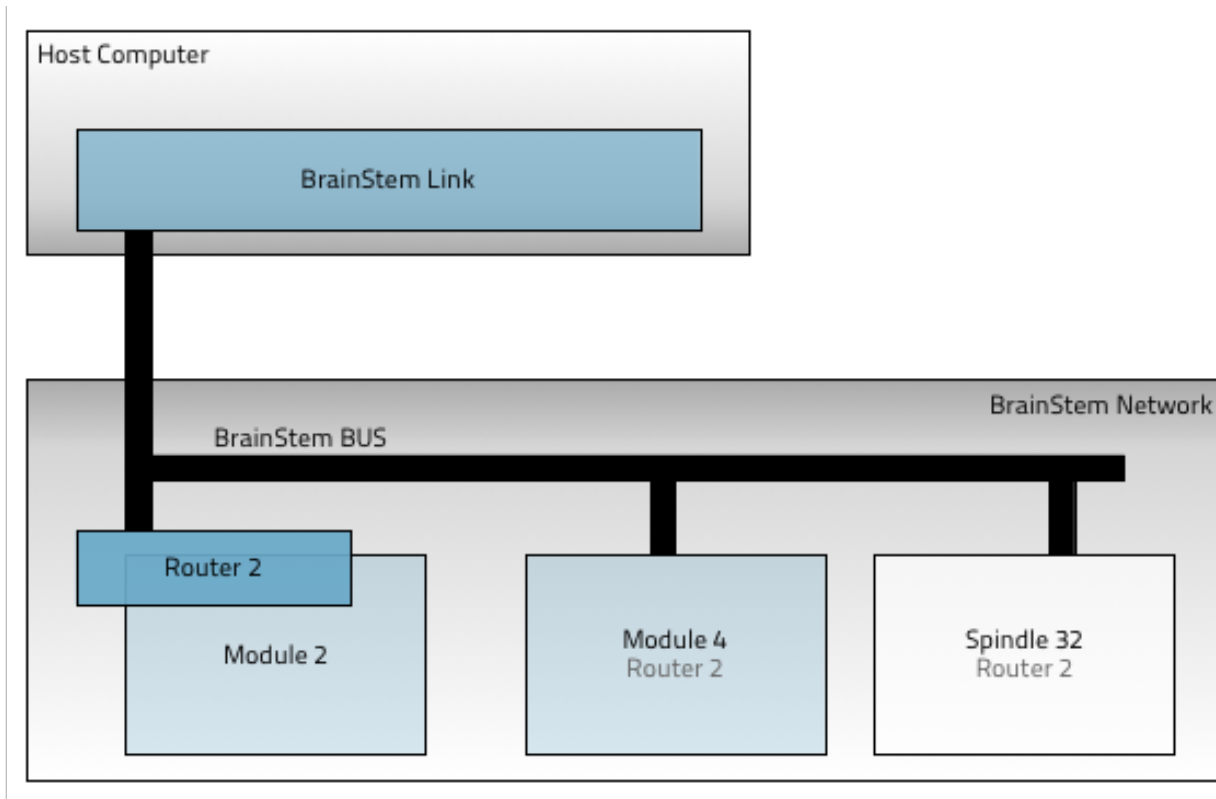 Host Computer
BrainStem Link
BrainStem Network
BrainStem BUS
Router 2
Module 2
Module 4
Router 2
Spindle 32
Router 2